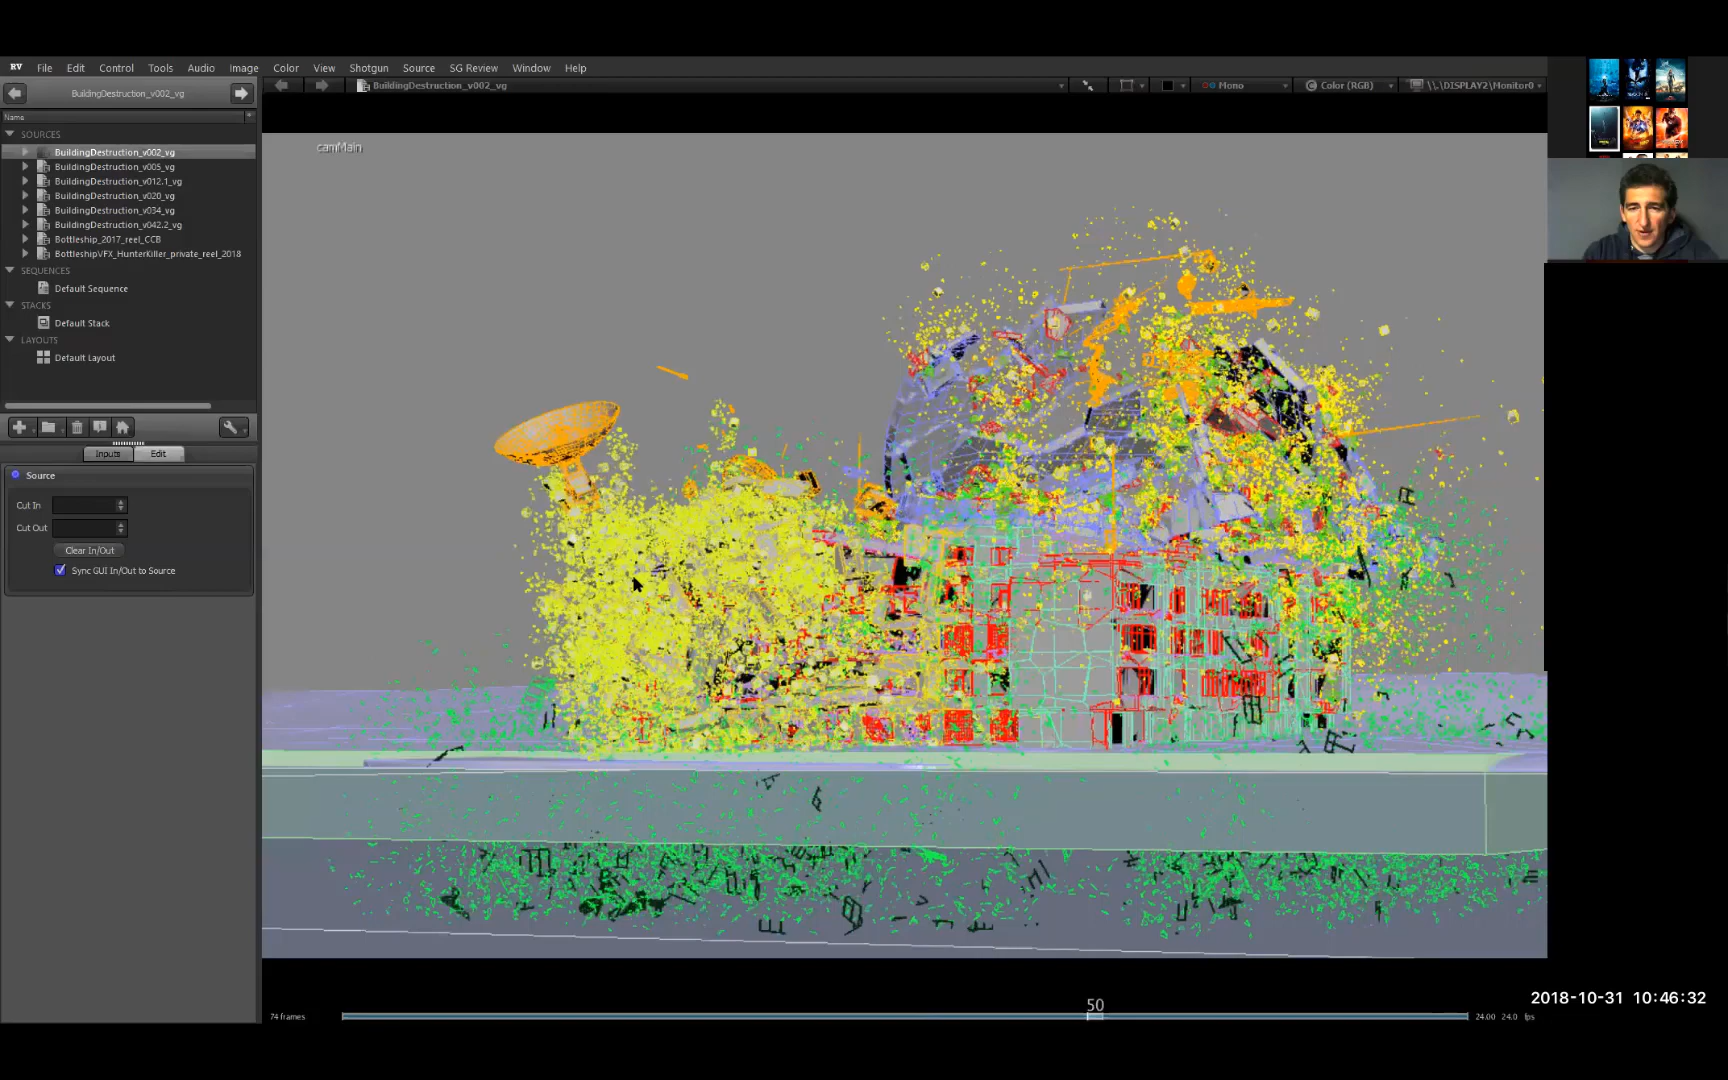 RV File Edit Control Tools Audio Image Color View Shotgun Source SG Review Window Help
BuildingDestruction_v002_vg
BuildingDestruction_v002_vg
Mono
Color (RGB)
\\.\DISPLAY2\Monitor0
Name
SOURCES
BuildingDestruction_v002_vg
BuildingDestruction_v005_vg
BuildingDestruction_v012.1_vg
BuildingDestruction_v020_vg
BuildingDestruction_v034_vg
BuildingDestruction_v042.2_vg
Bottleship_2017_reel_CCB
BottleshipVFX_HunterKiller_private_reel_2018
SEQUENCES
Default Sequence
STACKS
Default Stack
LAYOUTS
Default Layout
Inputs Edit
Source
Cut In
Cut Out
Clear In/Out
Sync GUI In/Out to Source
camMain
2018-10-31 10:46:32
50
74 frames
24.00 24.0 fps